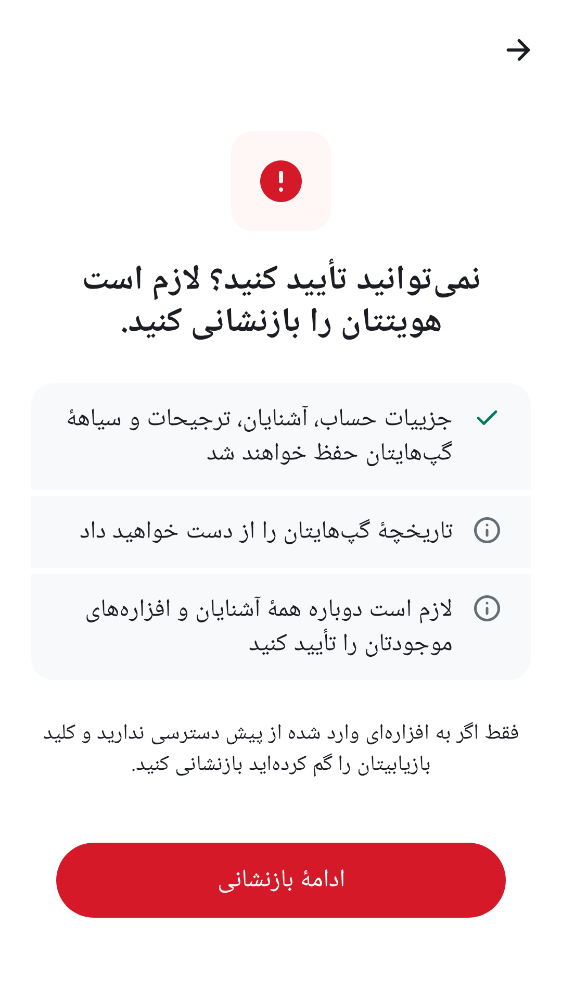 نمی‌توانید تأیید کنید؟ لازم است
هویتتان را بازنشانی کنید.
جزییات حساب، آشنایان، ترجیحات و سیاههٔ
گپ‌هایتان حفظ خواهند شد
تاریخچهٔ گپ‌هایتان را از دست خواهید داد
لازم است دوباره همهٔ آشنایان و افزاره‌های
موجودتان را تأیید کنید
فقط اگر به افزاره‌ای وارد شده از پیش دسترسی ندارید و کلید
بازیابیتان را گم کرده‌اید بازنشانی کنید.
ادامهٔ بازنشانی